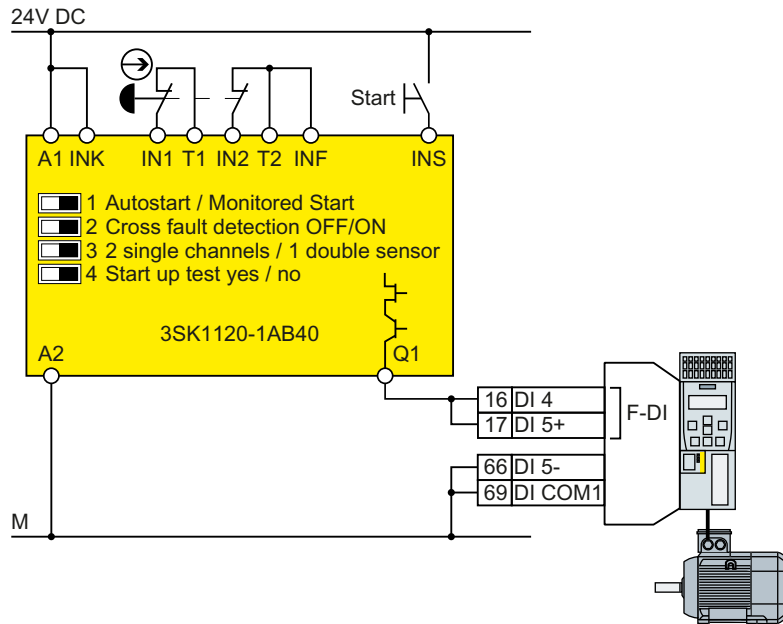 24V DC
Start
A1 INK IN1 T1 IN2 T2 INF INS
1 Autostart / Monitored Start
2 Cross fault detection OFF/ON
3 2 single channels / 1 double sensor
4 Start up test yes / no
3SK1120-1AB40
A2 Q1
16 DI 4
17 DI 5+
F-DI
66 DI 5-
69 DI COM1
M